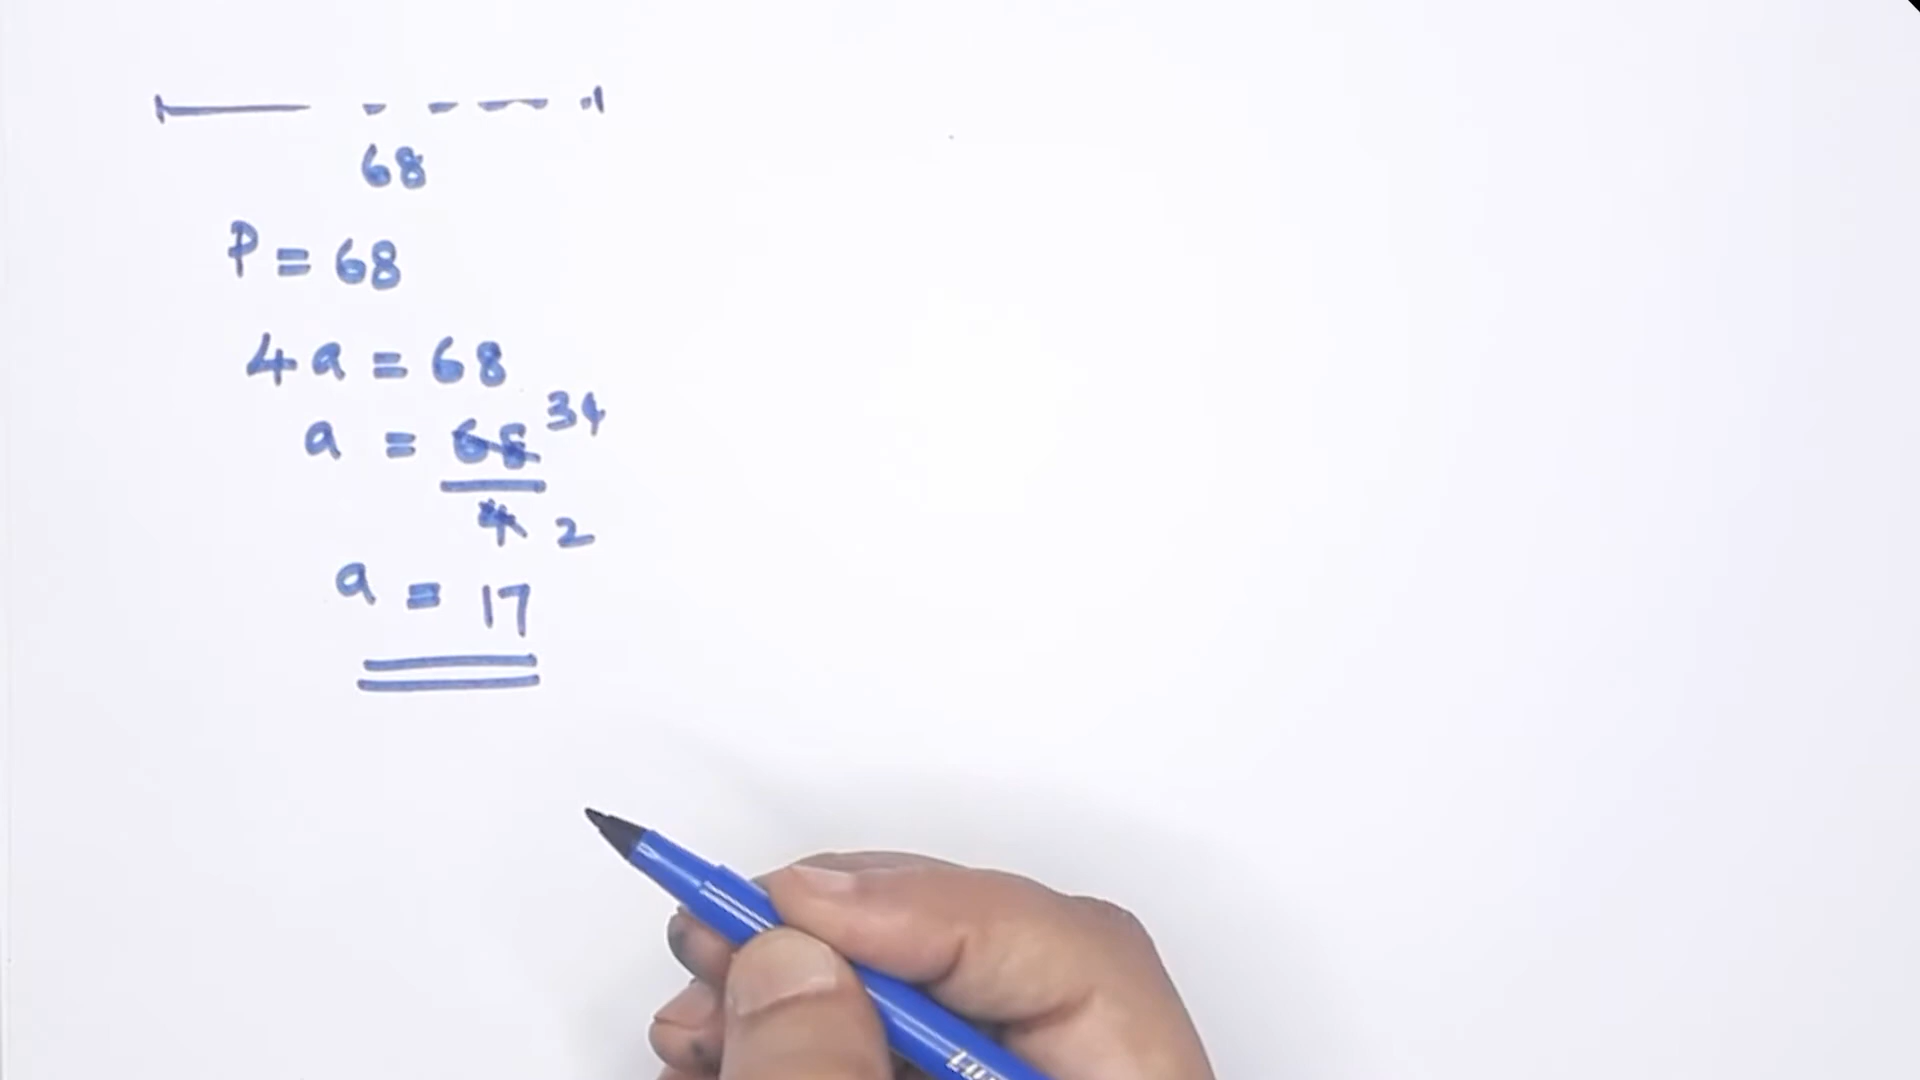 68
P = 68
4a = 68
a = 68/4 34 2
a = 17